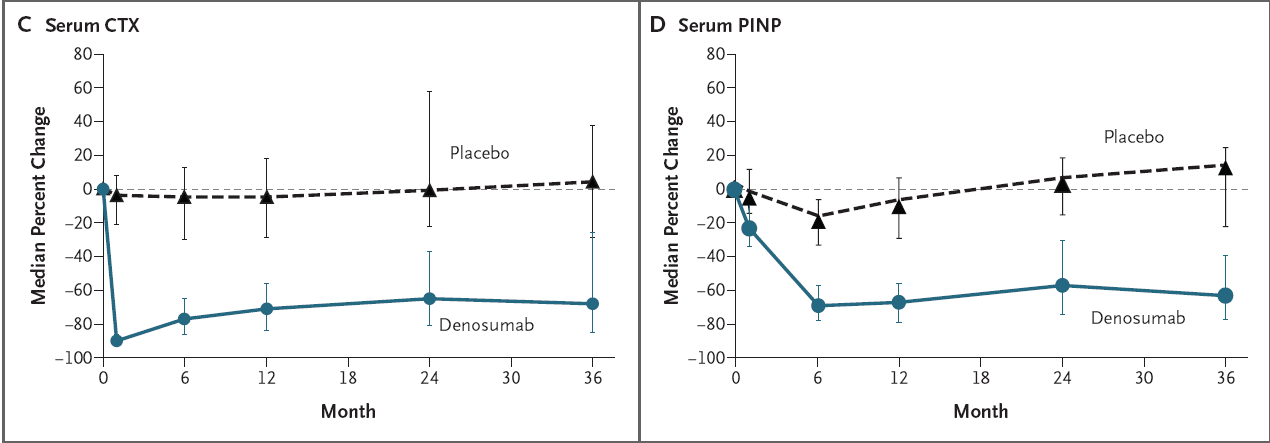 C Serum CTX
80
60
40
20
0
–20
–40
–60
–80
–100
Median Percent Change
Placebo
Denosumab
0 6 12 18 24 30 36
Month
D Serum PINP
80
60
40
20
0
–20
–40
–60
–80
–100
Median Percent Change
Placebo
Denosumab
0 6 12 18 24 30 36
Month